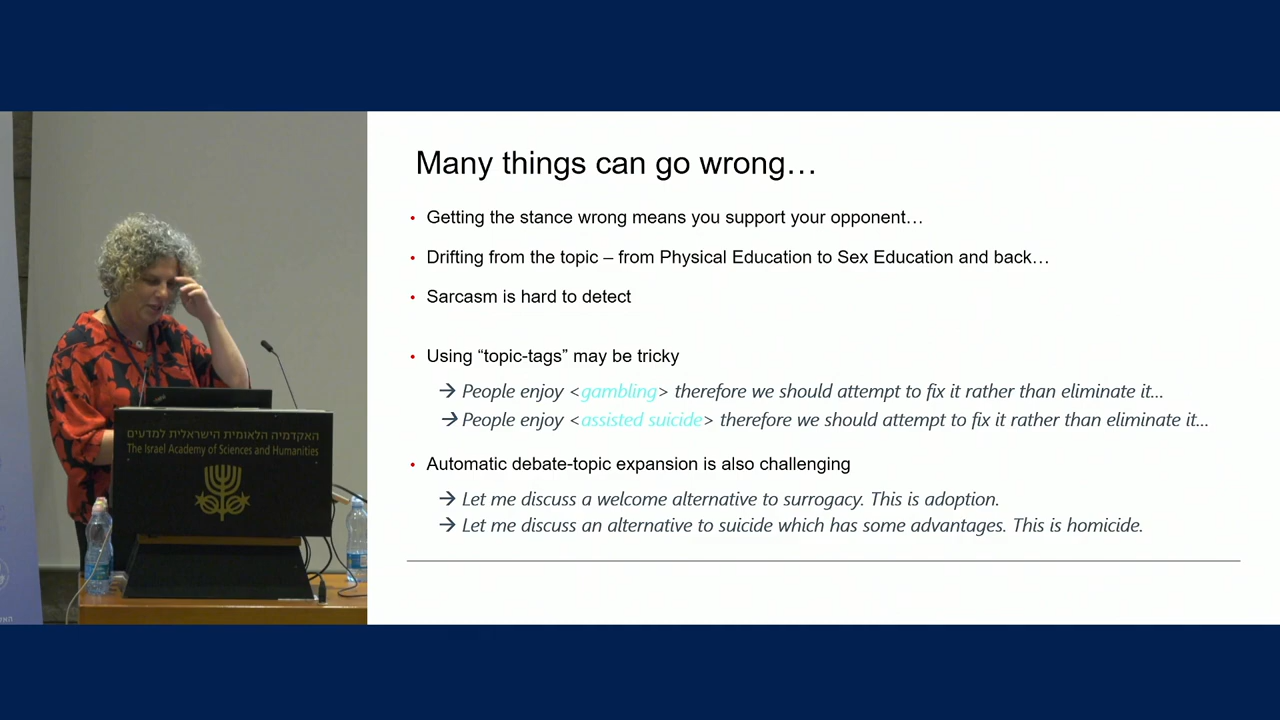 Many things can go wrong…
• Getting the stance wrong means you support your opponent…
• Drifting from the topic – from Physical Education to Sex Education and back…
• Sarcasm is hard to detect
• Using “topic-tags” may be tricky
→ People enjoy <gambling> therefore we should attempt to fix it rather than eliminate it…
→ People enjoy <assisted suicide> therefore we should attempt to fix it rather than eliminate it…
• Automatic debate-topic expansion is also challenging
→ Let me discuss a welcome alternative to surrogacy. This is adoption.
→ Let me discuss an alternative to suicide which has some advantages. This is homicide.
האקדמיה הלאומית הישראלית למדעים
The Israel Academy of Sciences and Humanities